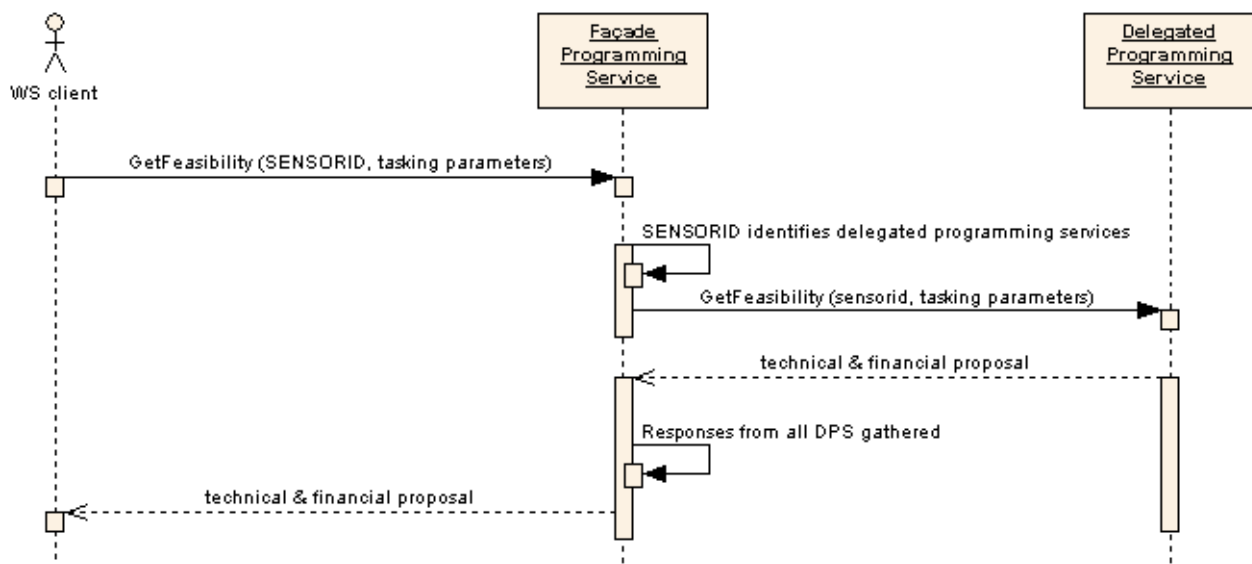 Façade
Programming
Service
Delegated
Programming
Service
WS client
GetFeasibility (SENSORID, tasking parameters)
SENSORID identifies delegated programming services
GetFeasibility (sensorid, tasking parameters)
technical & financial proposal
Responses from all DPS gathered
technical & financial proposal